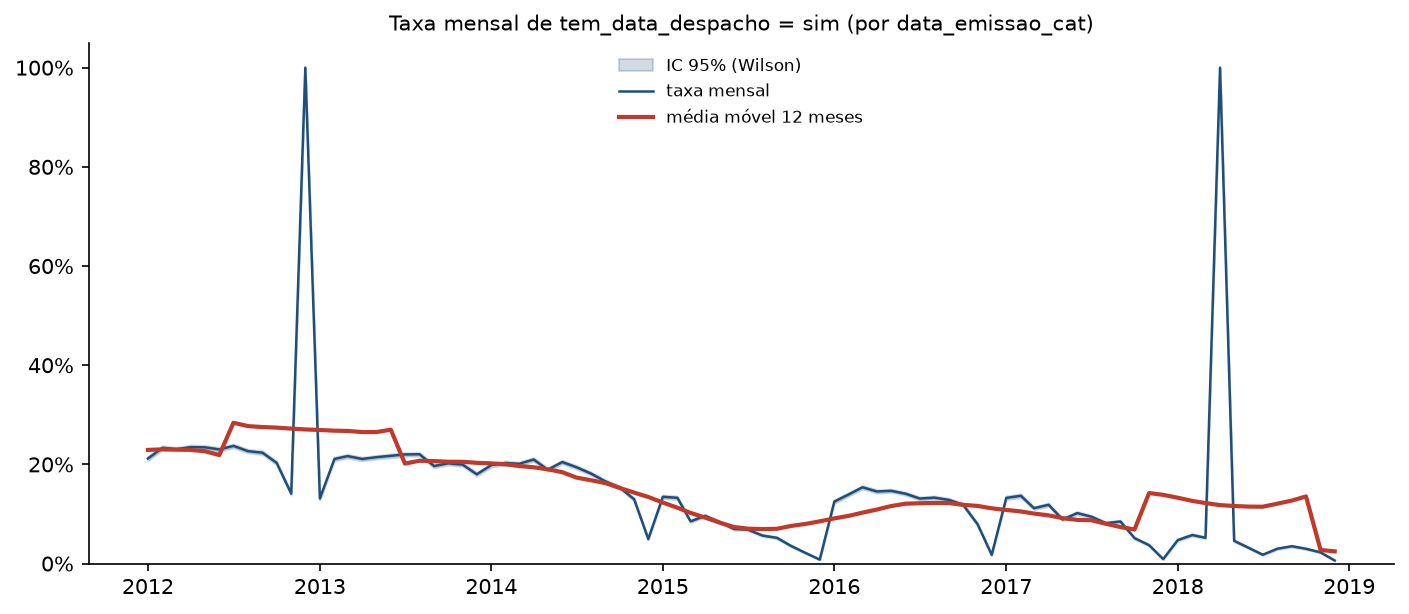 Taxa mensal de tem_data_despacho = sim (por data_emissao_cat)
IC 95% (Wilson)
taxa mensal
média móvel 12 meses
100%
80%
60%
40%
20%
0%
2012 2013 2014 2015 2016 2017 2018 2019